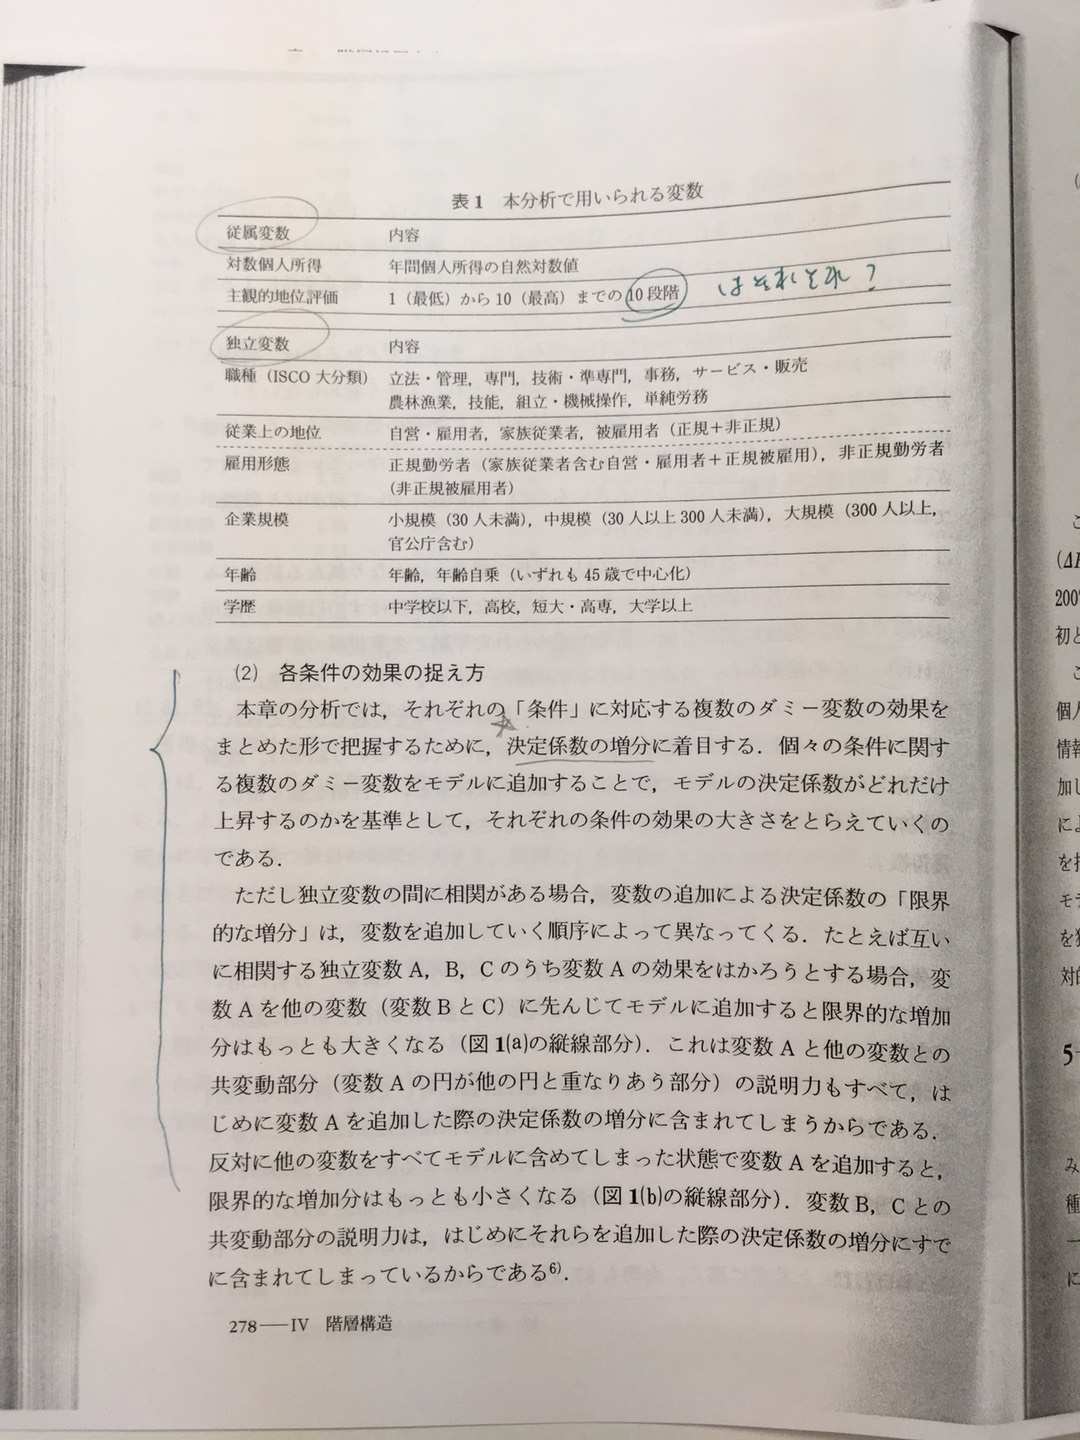 表1　本分析で用いられる変数
従属変数　内容
対数個人所得　年間個人所得の自然対数値
主観的地位評価　1（最低）から10（最高）までの10段階　はそれぞれ？
独立変数　内容
職種（ISCO大分類）　立法・管理，専門，技術・準専門，事務，サービス・販売
農林漁業，技能，組立・機械操作，単純労務
従業上の地位　自営・雇用者，家族従業者，被雇用者（正規＋非正規）
雇用形態　正規勤労者（家族従業者含む自営・雇用者＋正規被雇用），非正規勤労者
（非正規被雇用者）
企業規模　小規模（30人未満），中規模（30人以上300人未満），大規模（300人以上，
官公庁含む）
年齢　年齢，年齢自乗（いずれも45歳で中心化）
学歴　中学校以下，高校，短大・高専，大学以上
(2)　各条件の効果の捉え方
本章の分析では，それぞれの「条件」に対応する複数のダミー変数の効果を
まとめた形で把握するために，決定係数の増分に着目する．個々の条件に関す
る複数のダミー変数をモデルに追加することで，モデルの決定係数がどれだけ
上昇するのかを基準として，それぞれの条件の効果の大きさをとらえていくの
である．
ただし独立変数の間に相関がある場合，変数の追加による決定係数の「限界
的な増分」は，変数を追加していく順序によって異なってくる．たとえば互い
に相関する独立変数A，B，Cのうち変数Aの効果をはかろうとする場合，変
数Aを他の変数（変数BとC）に先んじてモデルに追加すると限界的な増加
分はもっとも大きくなる（図1(a)の縦線部分）．これは変数Aと他の変数との
共変動部分（変数Aの円が他の円と重なりあう部分）の説明力もすべて，は
じめに変数Aを追加した際の決定係数の増分に含まれてしまうからである．
反対に他の変数をすべてモデルに含めてしまった状態で変数Aを追加すると，
限界的な増加分はもっとも小さくなる（図1(b)の縦線部分）．変数B，Cとの
共変動部分の説明力は，はじめにそれらを追加した際の決定係数の増分にすで
に含まれてしまっているからである6)．
278──IV　階層構造